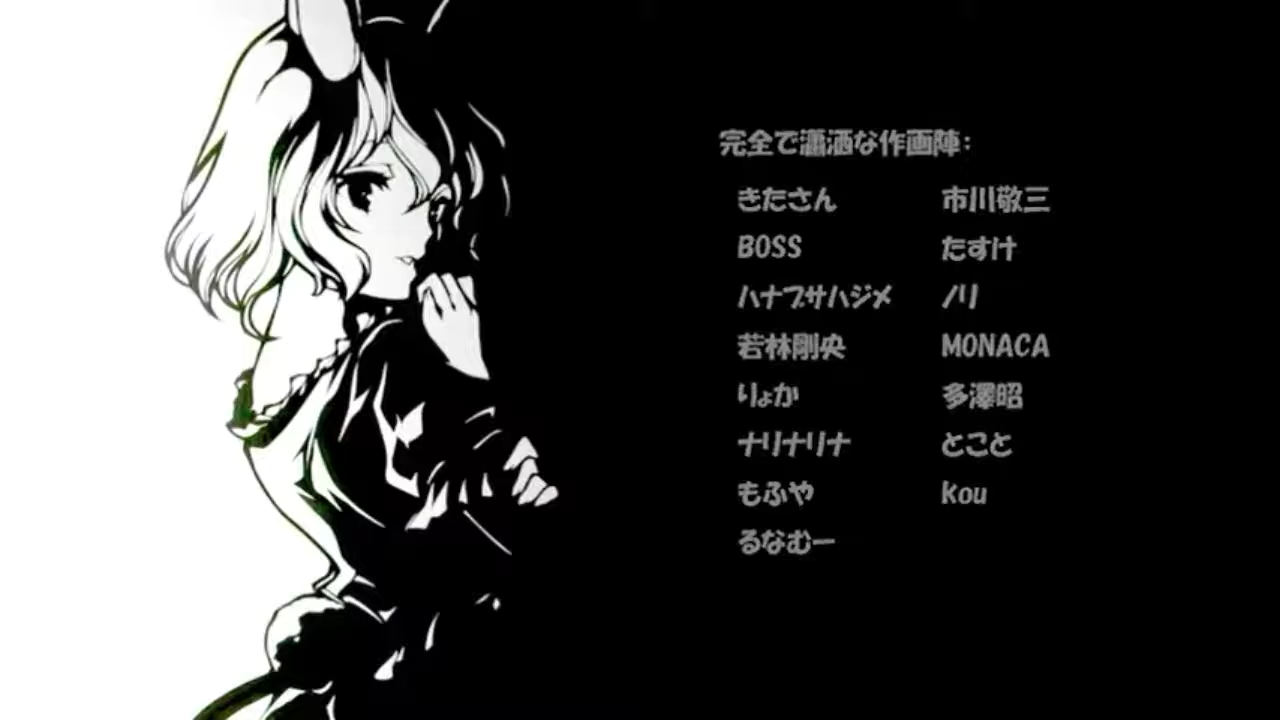 完全で瀟洒な作画陣:
きたさん 市川敬三
BOSS たすけ
ハナブサハジメ ノリ
若林剛央 MONACA
りょか 多澤昭
ナリナリナ とこと
もふや kou
るなむー